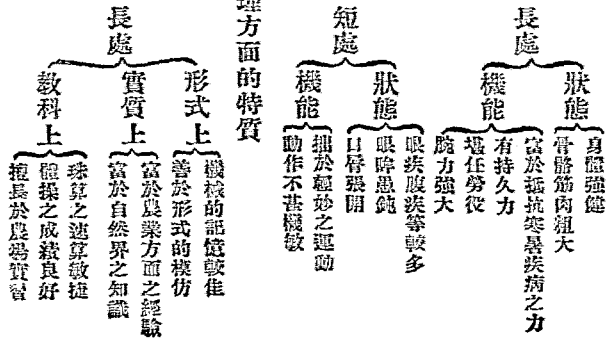 長處
狀態
身體強健
骨骼筋肉粗大
機能
富於抵抗寒暑疾病之力
有持久力
堪任勞役
腕力強大
短處
狀態
眼疾腹疾等較多
眼眸愚鈍
口脣張開
機能
拙於輕妙之運動
動作不甚機敏
理方面的特質
長處
形式上
機械的記憶較佳
善於形式的模仿
實質上
富於農業方面之經驗
富於自然界之知識
教科上
珠算之速算敏捷
體操之成績良好
擅長於農場實習